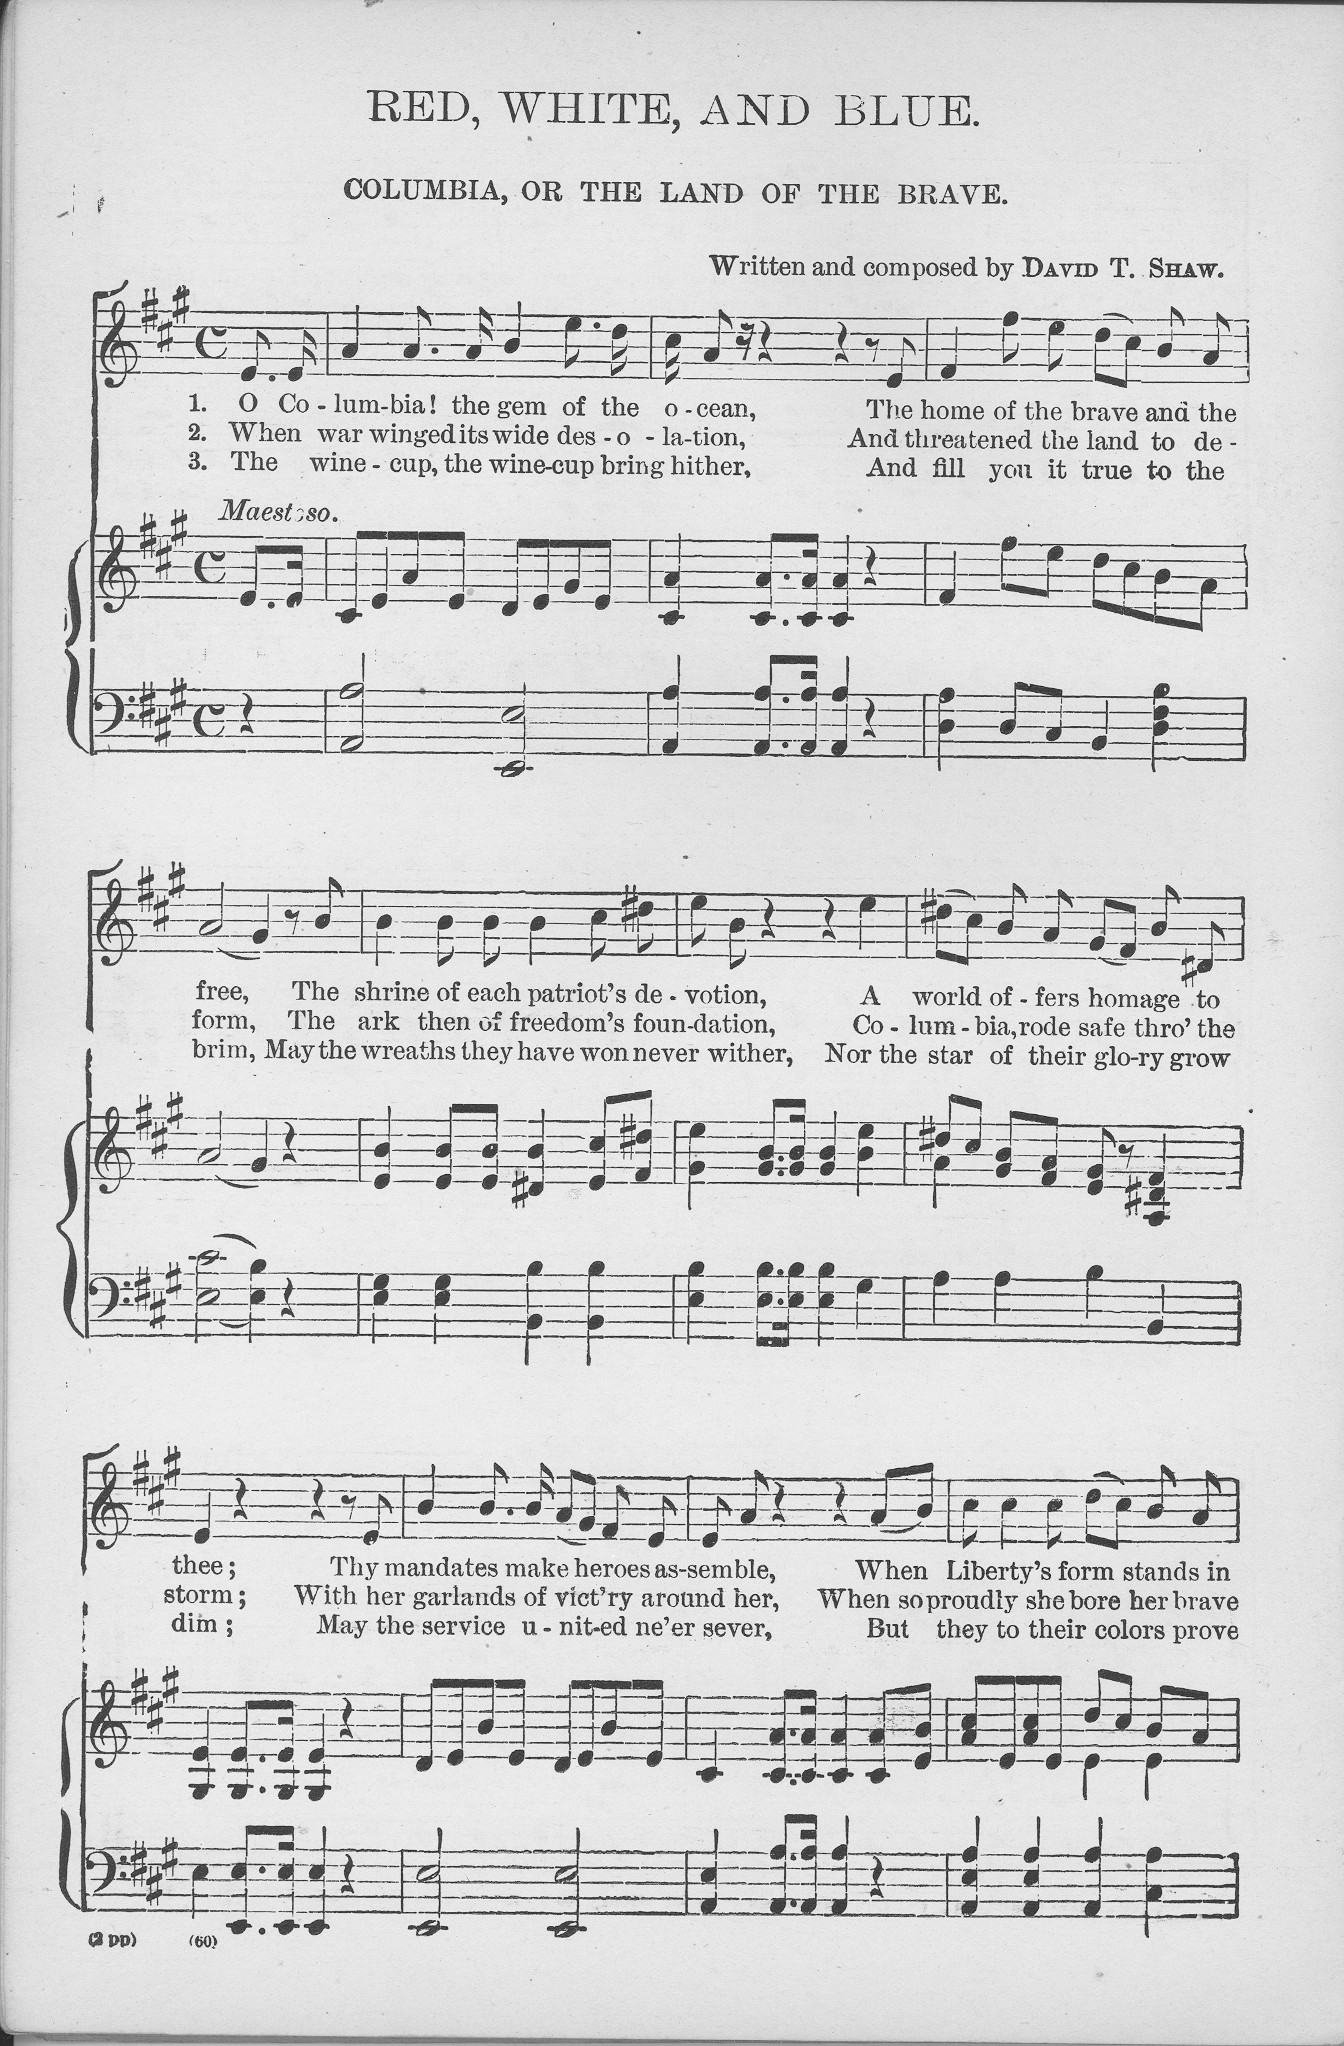 RED, WHITE, AND BLUE.
COLUMBIA, OR THE LAND OF THE BRAVE.
Written and composed by DAVID T. SHAW.
1. O Co - lum-bia! the gem of the o - cean, The home of the brave and the
2. When war winged its wide des - o - la-tion, And threatened the land to de -
3. The wine - cup, the wine-cup bring hither, And fill you it true to the
Maestoso.
free, The shrine of each patriot's de - votion, A world of - fers homage to
form, The ark then of freedom's foun-dation, Co - lum - bia, rode safe thro' the
brim, May the wreaths they have won never wither, Nor the star of their glo-ry grow
thee; Thy mandates make heroes as-semble, When Liberty's form stands in
storm; With her garlands of vict'ry around her, When so proudly she bore her brave
dim; May the service u - nit-ed ne'er sever, But they to their colors prove
(2 pp) (60)